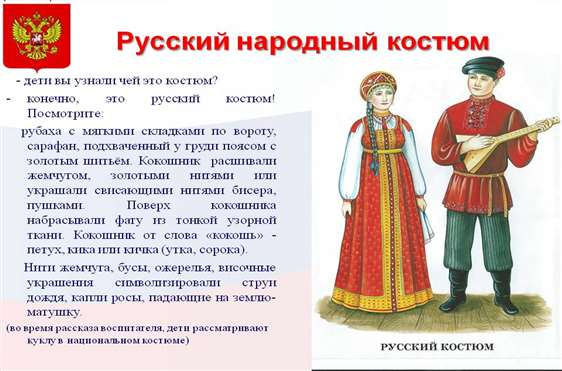 Русский народный костюм
- дети вы узнали чей это костюм?
- конечно, это русский костюм!
Посмотрите:
рубаха с мягкими складками по вороту,
сарафан, подхваченный у груди поясом с
золотым шитьём. Кокошник расшивали
жемчугом, золотыми нитями или
украшали свисающими нитями бисера,
пушками. Поверх кокошника
набрасывали фату из тонкой узорной
ткани. Кокошник от слова «кокошь» -
петух, кика или кичка (утка, сорока).
Нити жемчуга, бусы, ожерелья, височные
украшения символизировали струи
дождя, капли росы, падающие на землю-
матушку.
(во время рассказа воспитателя, дети рассматривают
куклу в национальном костюме)
РУССКИЙ КОСТЮМ